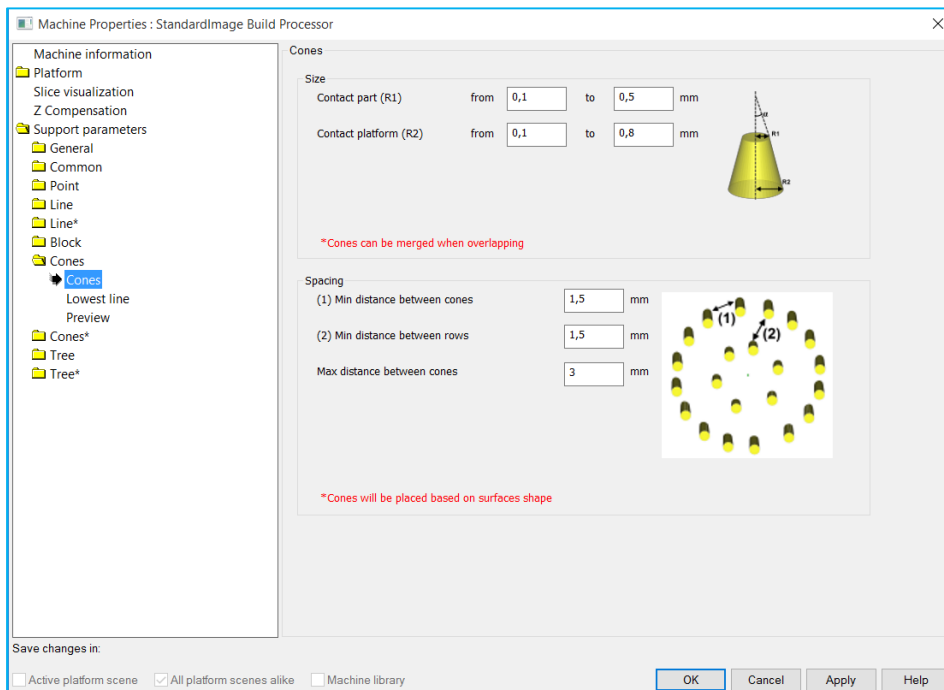 Machine Properties : StandardImage Build Processor
Machine information
Platform
Slice visualization
Z Compensation
Support parameters
General
Common
Point
Line
Line*
Block
Cones
Cones
Lowest line
Preview
Cones*
Tree
Tree*
Cones
Size
Contact part (R1) from 0,1 to 0,5 mm
Contact platform (R2) from 0,1 to 0,8 mm
α
R1
R2
*Cones can be merged when overlapping
Spacing
(1) Min distance between cones 1,5 mm
(2) Min distance between rows 1,5 mm
Max distance between cones 3 mm
(1)
(2)
*Cones will be placed based on surfaces shape
Save changes in:
Active platform scene All platform scenes alike Machine library
OK Cancel Apply Help